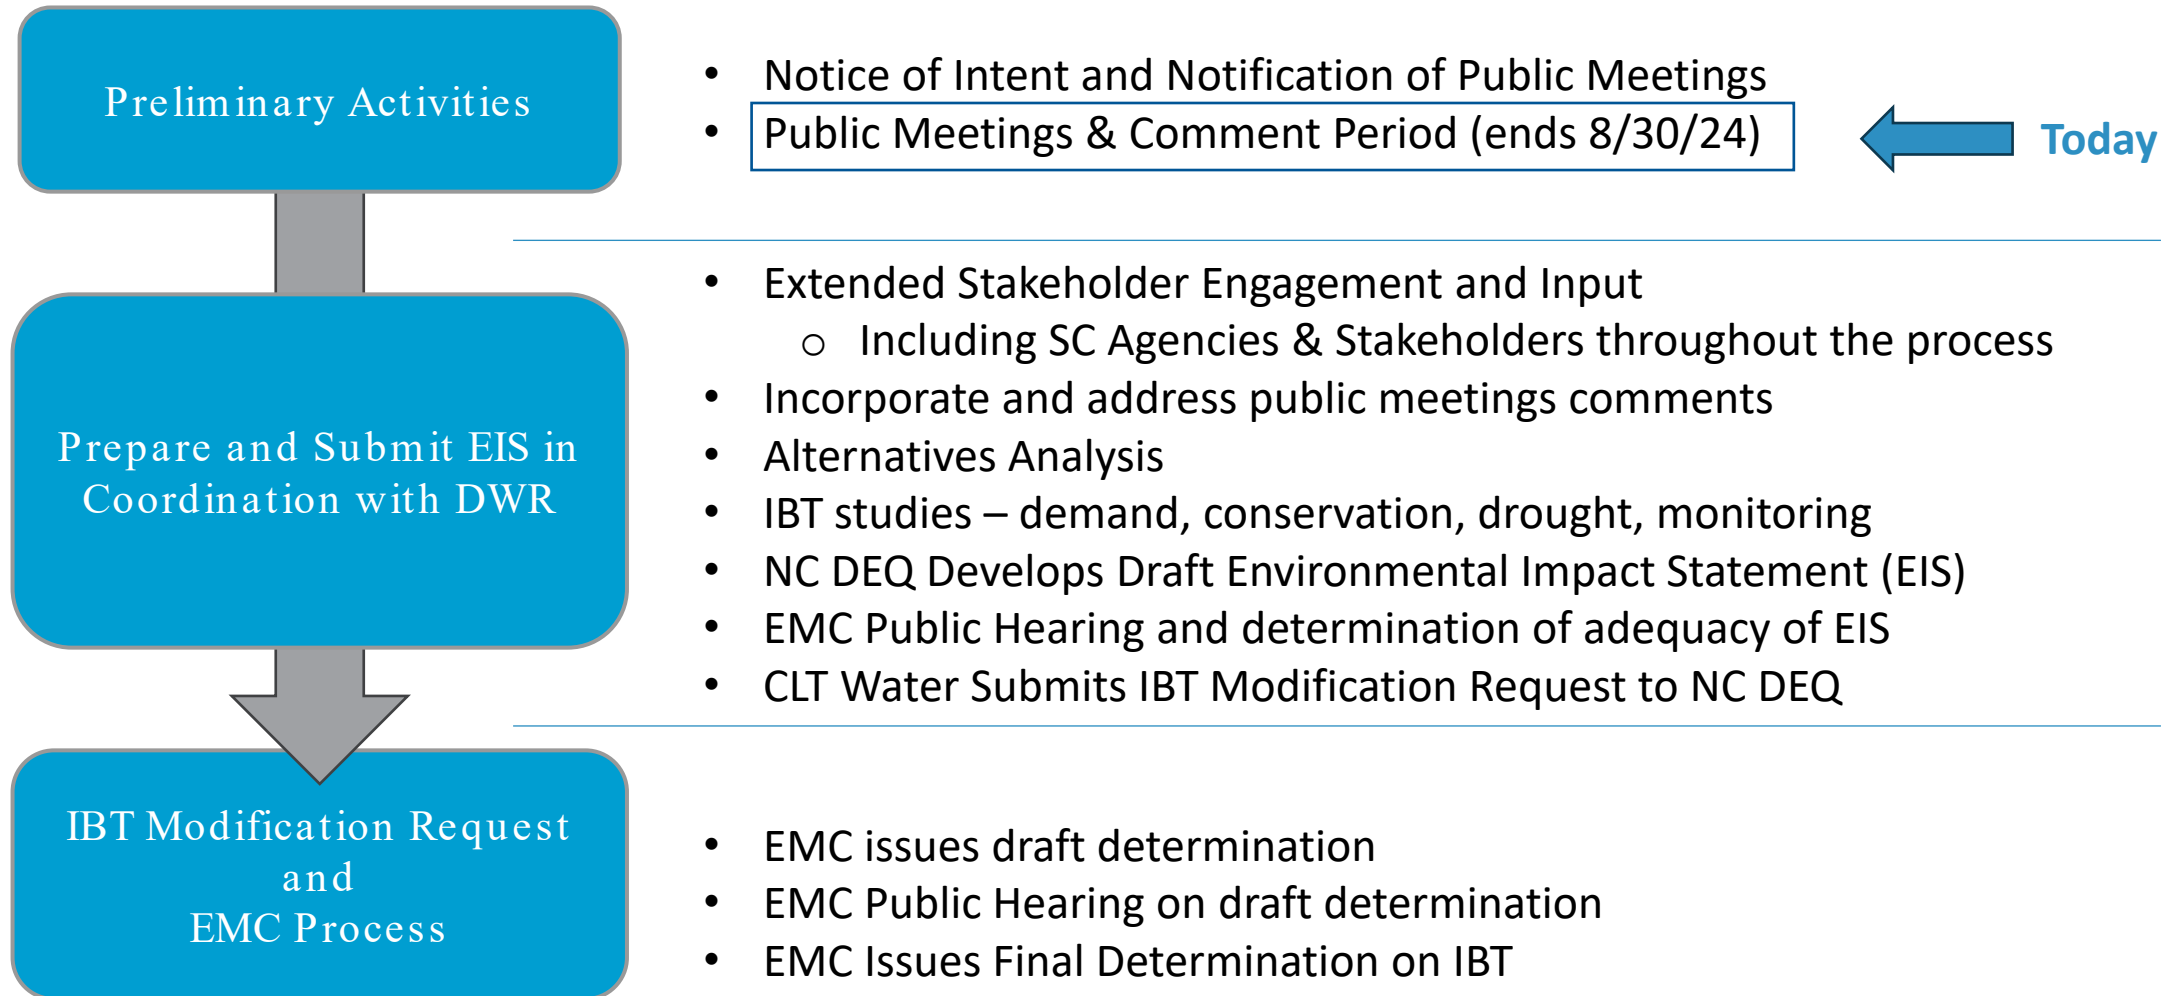 Preliminary Activities
• Notice of Intent and Notification of Public Meetings
• Public Meetings & Comment Period (ends 8/30/24)
Today
Prepare and Submit EIS in
Coordination with DWR
• Extended Stakeholder Engagement and Input
o Including SC Agencies & Stakeholders throughout the process
• Incorporate and address public meetings comments
• Alternatives Analysis
• IBT studies – demand, conservation, drought, monitoring
• NC DEQ Develops Draft Environmental Impact Statement (EIS)
• EMC Public Hearing and determination of adequacy of EIS
• CLT Water Submits IBT Modification Request to NC DEQ
IBT Modification Request
and
EMC Process
• EMC issues draft determination
• EMC Public Hearing on draft determination
• EMC Issues Final Determination on IBT